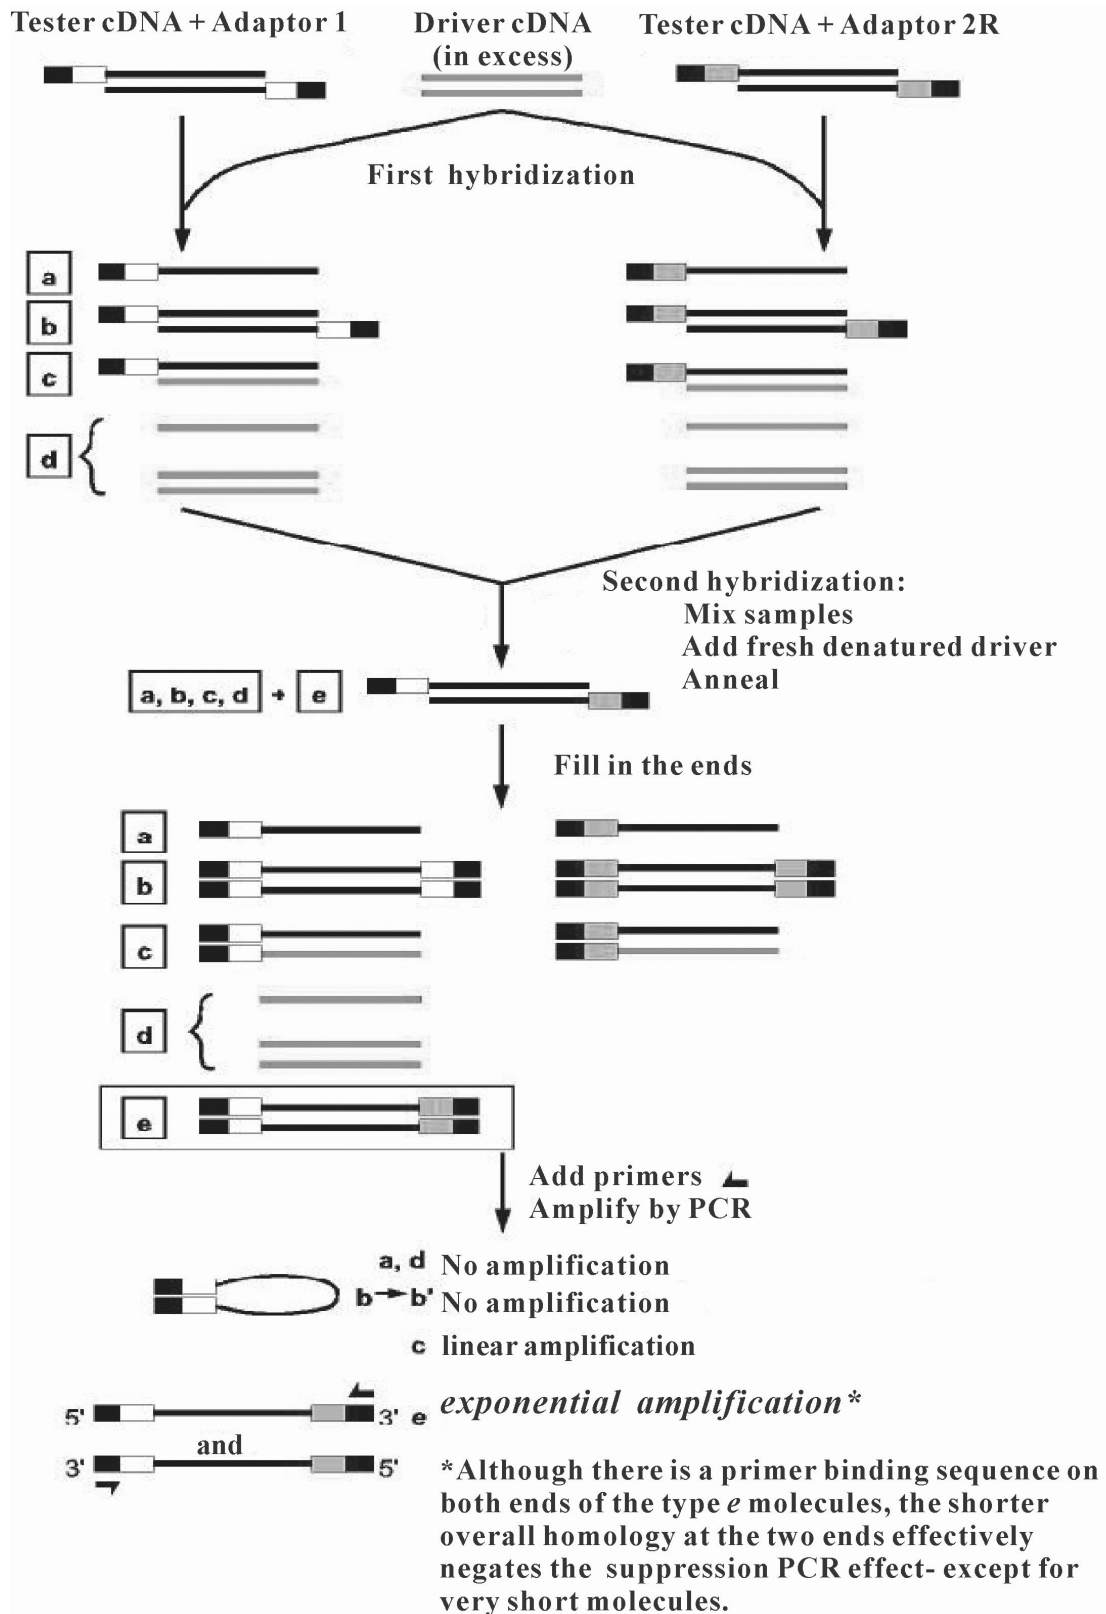 Tester cDNA + Adaptor 1
Driver cDNA
(in excess)
Tester cDNA + Adaptor 2R
First hybridization
a
b
c
d
Second hybridization:
Mix samples
Add fresh denatured driver
Anneal
a, b, c, d + e
Fill in the ends
a
b
c
d
e
Add primers
Amplify by PCR
a, d No amplification
b → b' No amplification
c linear amplification
5' 3' e exponential amplification*
and
3' 5'
*Although there is a primer binding sequence on
both ends of the type e molecules, the shorter
overall homology at the two ends effectively
negates the suppression PCR effect- except for
very short molecules.